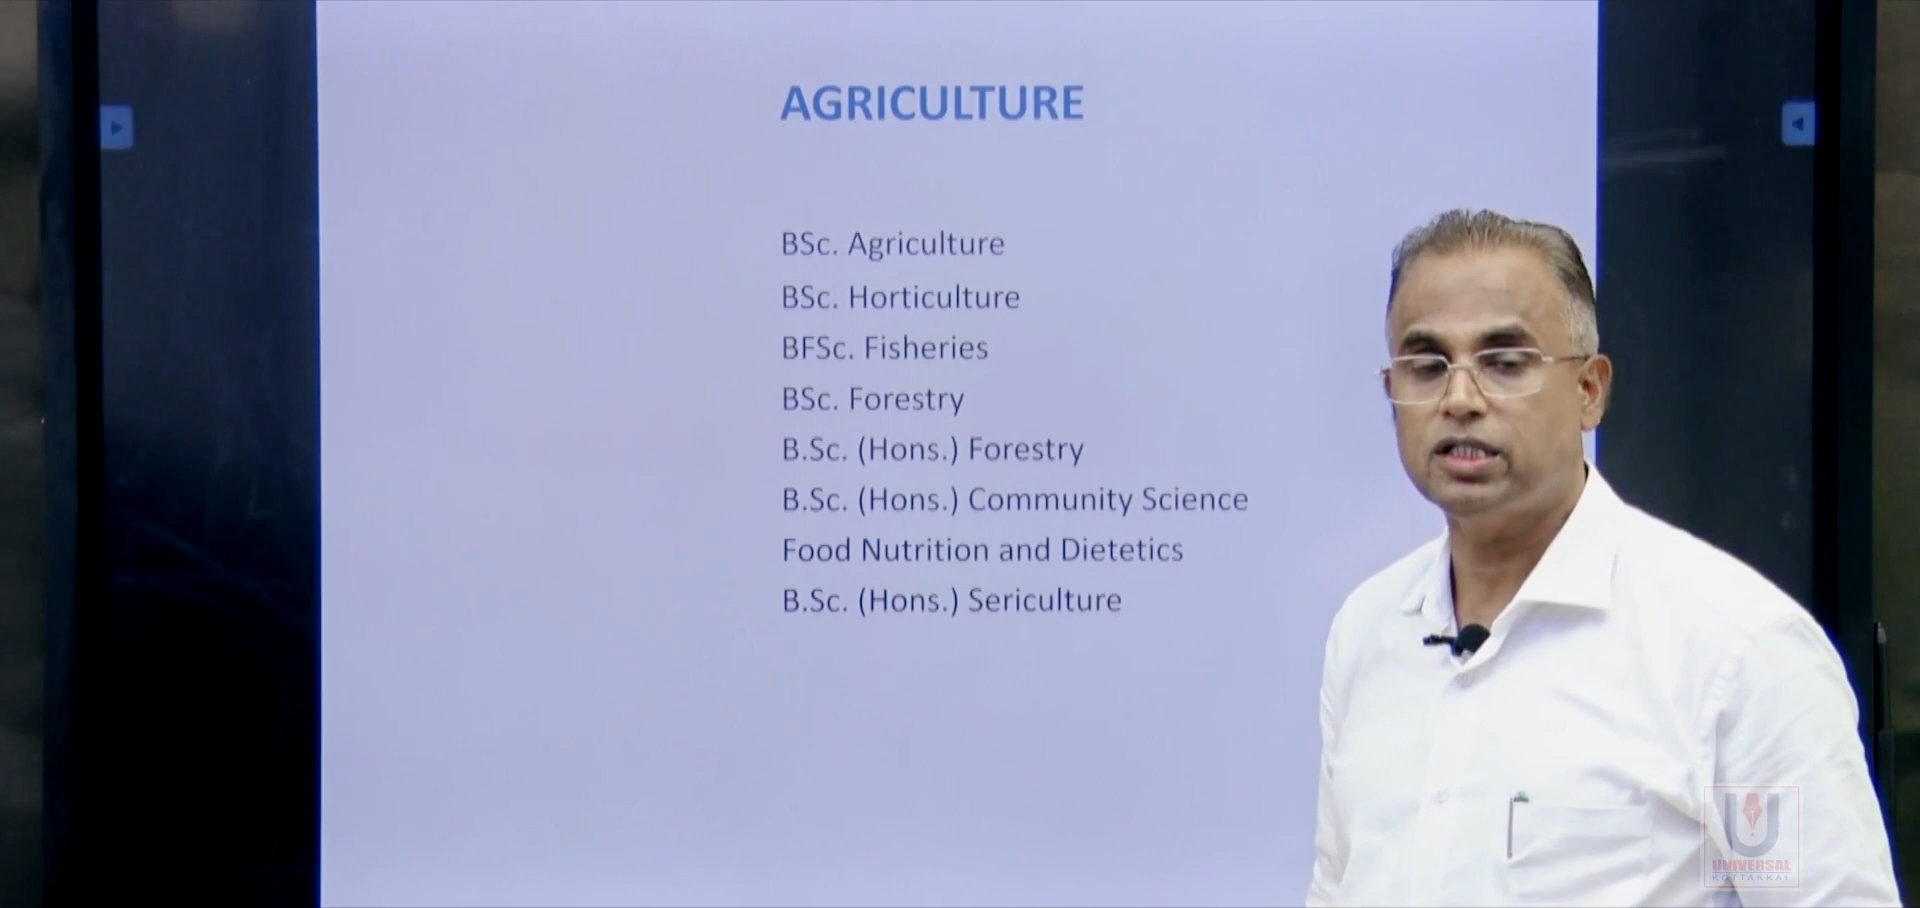 AGRICULTURE
BSc. Agriculture
BSc. Horticulture
BFSc. Fisheries
BSc. Forestry
B.Sc. (Hons.) Forestry
B.Sc. (Hons.) Community Science
Food Nutrition and Dietetics
B.Sc. (Hons.) Sericulture
UNIVERSAL
KOTTAKKAL